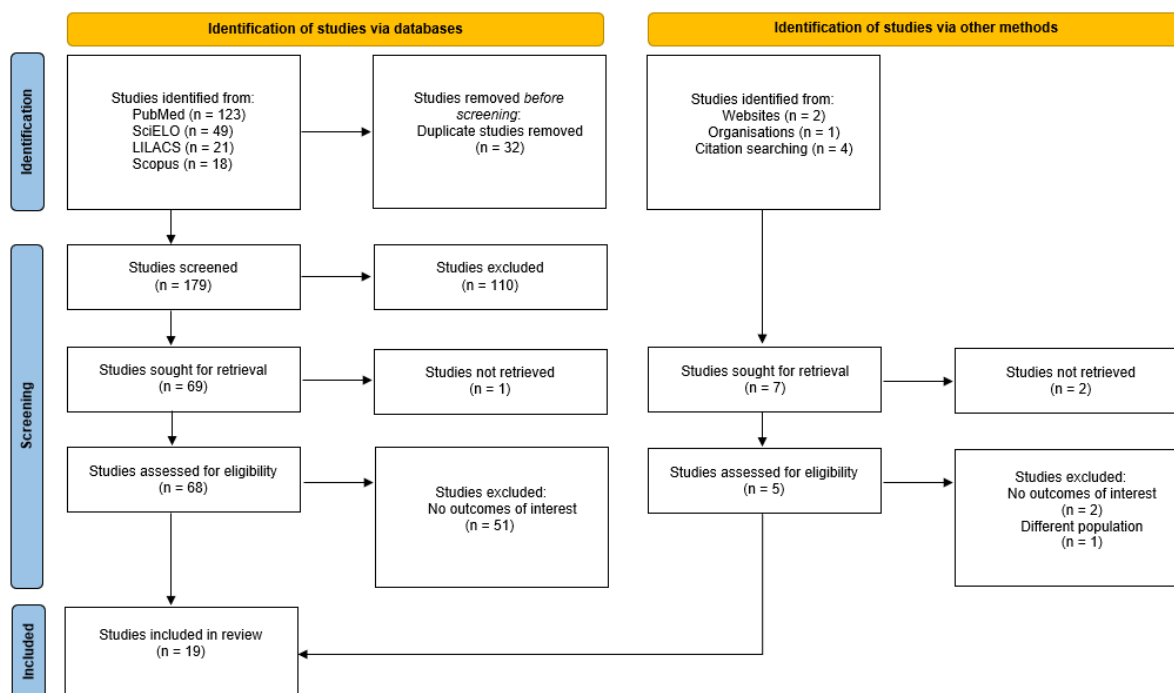 Identification of studies via databases
Identification of studies via other methods
Identification
Studies identified from:
PubMed (n = 123)
SciELO (n = 49)
LILACS (n = 21)
Scopus (n = 18)
Studies removed before
screening:
Duplicate studies removed
(n = 32)
Studies identified from:
Websites (n = 2)
Organisations (n = 1)
Citation searching (n = 4)
Screening
Studies screened
(n = 179)
Studies excluded
(n = 110)
Studies sought for retrieval
(n = 69)
Studies not retrieved
(n = 1)
Studies sought for retrieval
(n = 7)
Studies not retrieved
(n = 2)
Studies assessed for eligibility
(n = 68)
Studies excluded:
No outcomes of interest
(n = 51)
Studies assessed for eligibility
(n = 5)
Studies excluded:
No outcomes of interest
(n = 2)
Different population
(n = 1)
Included
Studies included in review
(n = 19)